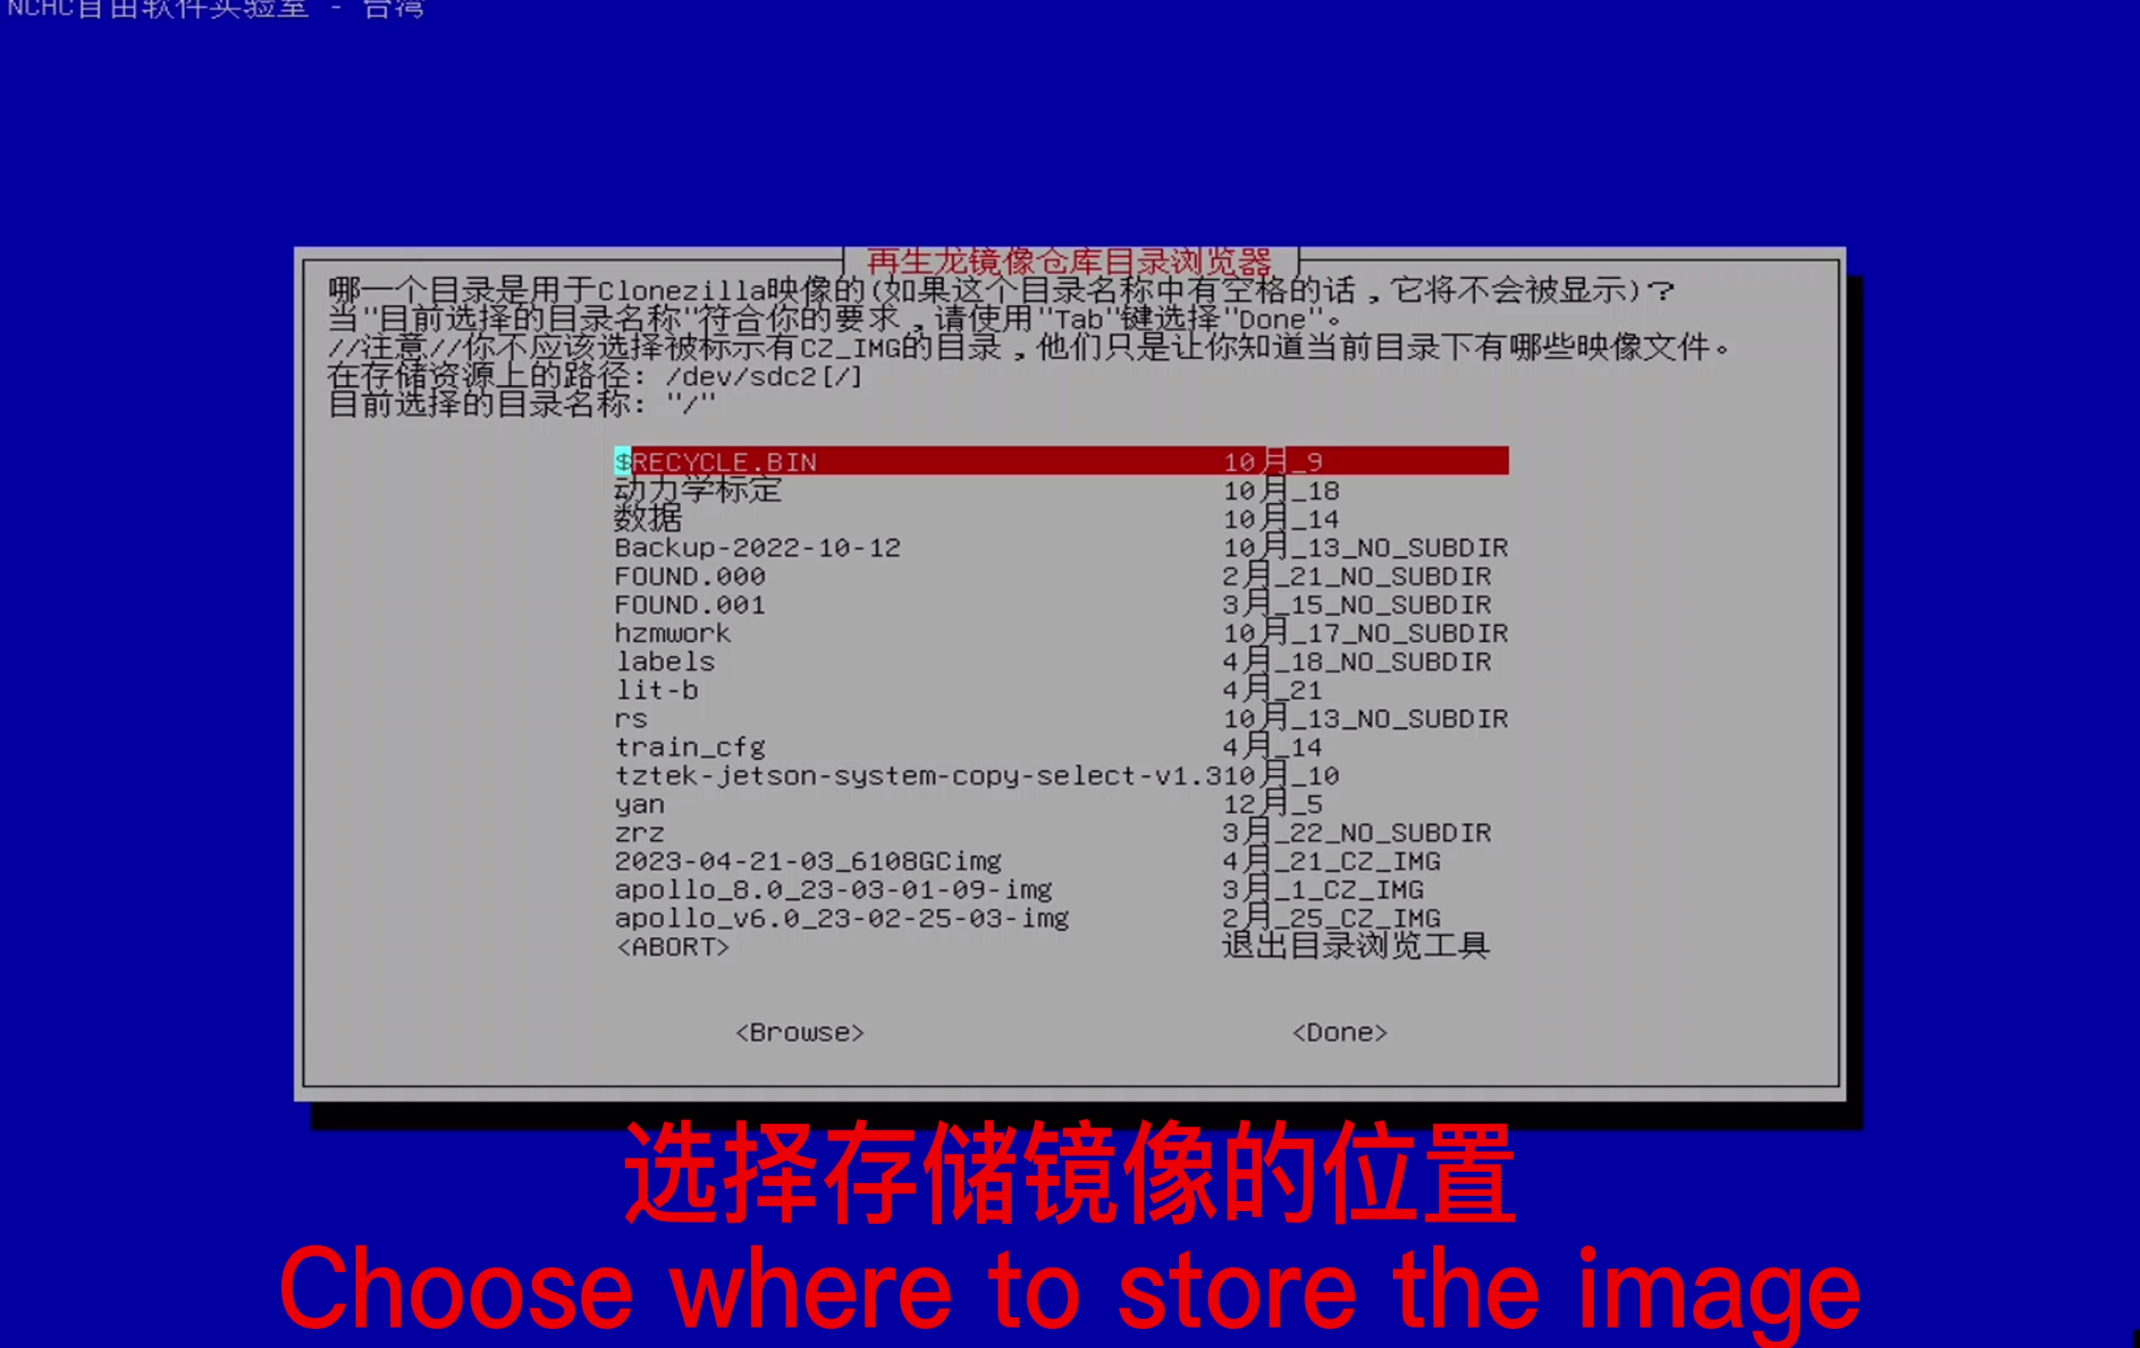 NCHC自由软件实验室 - 台湾
再生龙镜像仓库目录浏览器
哪一个目录是用于Clonezilla映像的(如果这个目录名称中有空格的话，它将不会被显示)?
当"目前选择的目录名称"符合你的要求，请使用"Tab"键选择"Done"。
//注意//你不应该选择被标示有CZ_IMG的目录，他们只是让你知道当前目录下有哪些映像文件。
在存储资源上的路径: /dev/sdc2[/]
目前选择的目录名称: "/"
$RECYCLE.BIN 10月_9
动力学标定 10月_18
数据 10月_14
Backup-2022-10-12 10月_13_NO_SUBDIR
FOUND.000 2月_21_NO_SUBDIR
FOUND.001 3月_15_NO_SUBDIR
hzmwork 10月_17_NO_SUBDIR
labels 4月_18_NO_SUBDIR
lit-b 4月_21
rs 10月_13_NO_SUBDIR
train_cfg 4月_14
tztek-jetson-system-copy-select-v1.310月_10
yan 12月_5
zrz 3月_22_NO_SUBDIR
2023-04-21-03_6108GCimg 4月_21_CZ_IMG
apollo_8.0_23-03-01-09-img 3月_1_CZ_IMG
apollo_v6.0_23-02-25-03-img 2月_25_CZ_IMG
<ABORT> 退出目录浏览工具
<Browse> <Done>
选择存储镜像的位置
Choose where to store the image